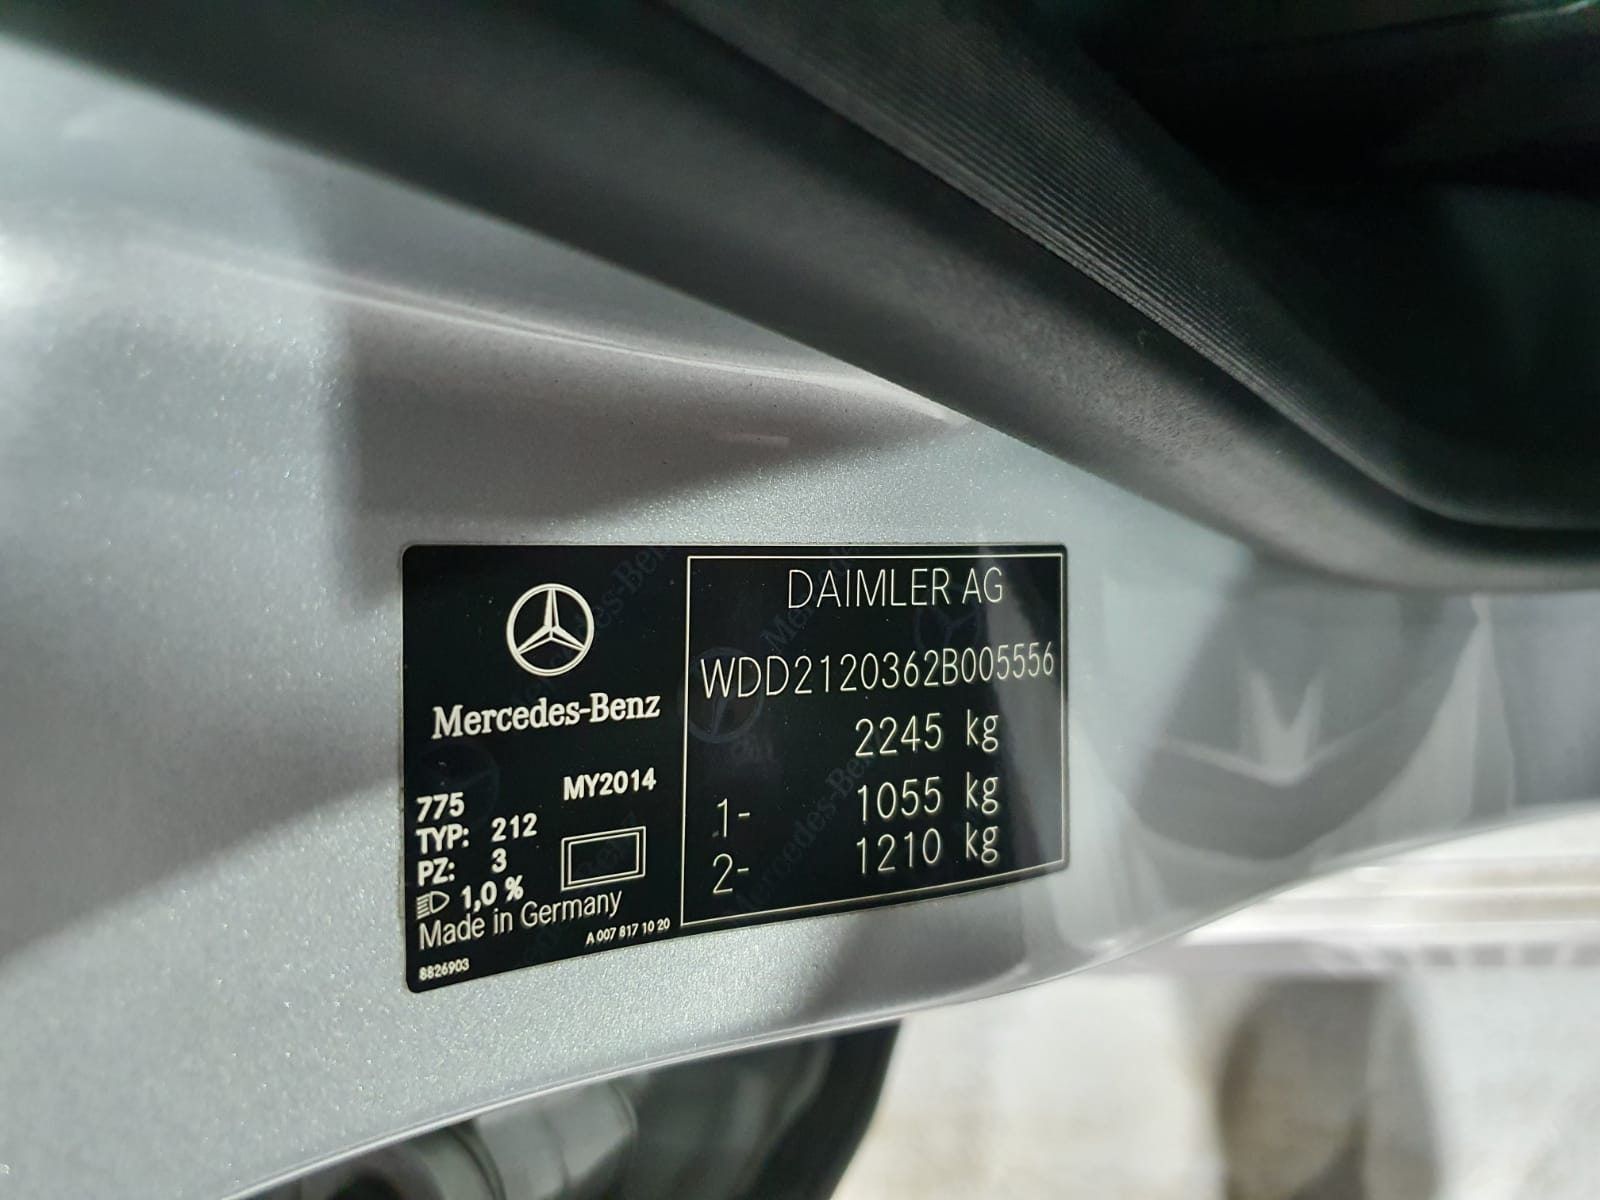 Mercedes-Benz
MY2014
775
TYP: 212
PZ: 3
1,0 %
Made in Germany
A 007 817 10 20
8826903
DAIMLER AG
WDD2120362B005556
2245 kg
1- 1055 kg
2- 1210 kg